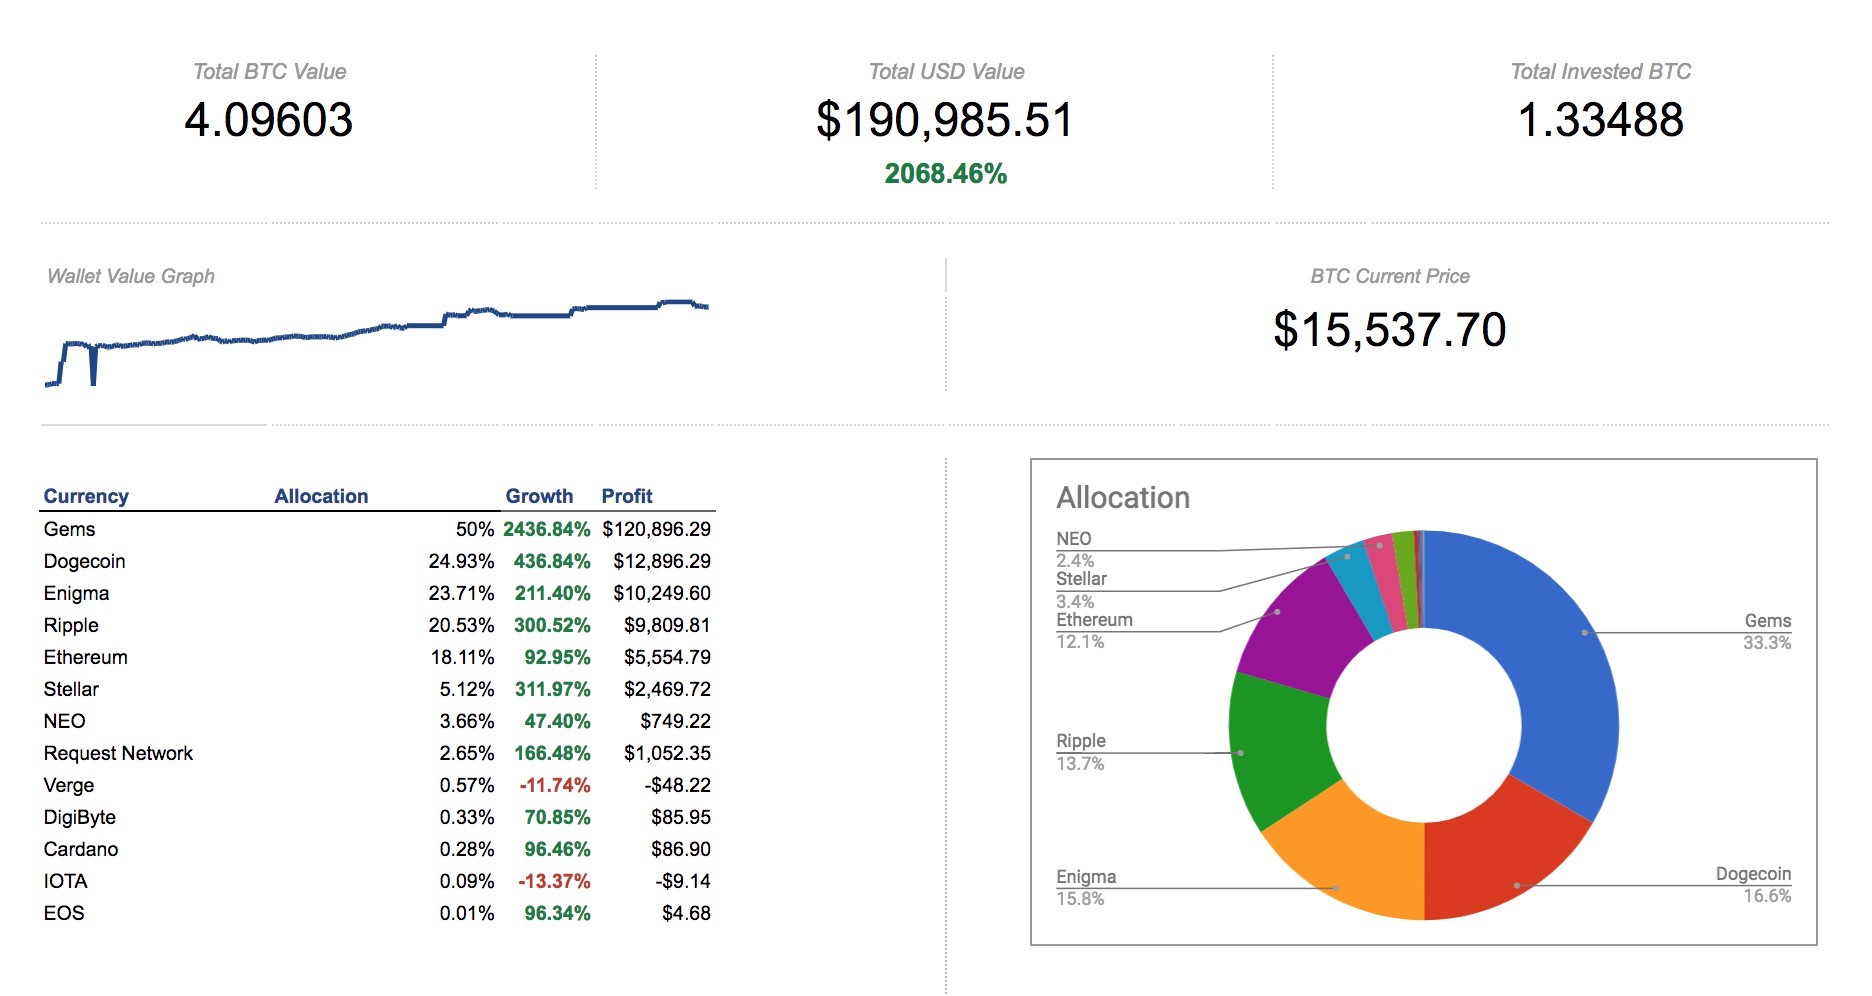 Total BTC Value
4.09603
Total USD Value
$190,985.51
2068.46%
Total Invested BTC
1.33488
Wallet Value Graph
BTC Current Price
$15,537.70
Currency Allocation Growth Profit
Gems 50% 2436.84% $120,896.29
Dogecoin 24.93% 436.84% $12,896.29
Enigma 23.71% 211.40% $10,249.60
Ripple 20.53% 300.52% $9,809.81
Ethereum 18.11% 92.95% $5,554.79
Stellar 5.12% 311.97% $2,469.72
NEO 3.66% 47.40% $749.22
Request Network 2.65% 166.48% $1,052.35
Verge 0.57% -11.74% -$48.22
DigiByte 0.33% 70.85% $85.95
Cardano 0.28% 96.46% $86.90
IOTA 0.09% -13.37% -$9.14
EOS 0.01% 96.34% $4.68
Allocation
NEO
2.4%
Stellar
3.4%
Ethereum
12.1%
Ripple
13.7%
Enigma
15.8%
Gems
33.3%
Dogecoin
16.6%